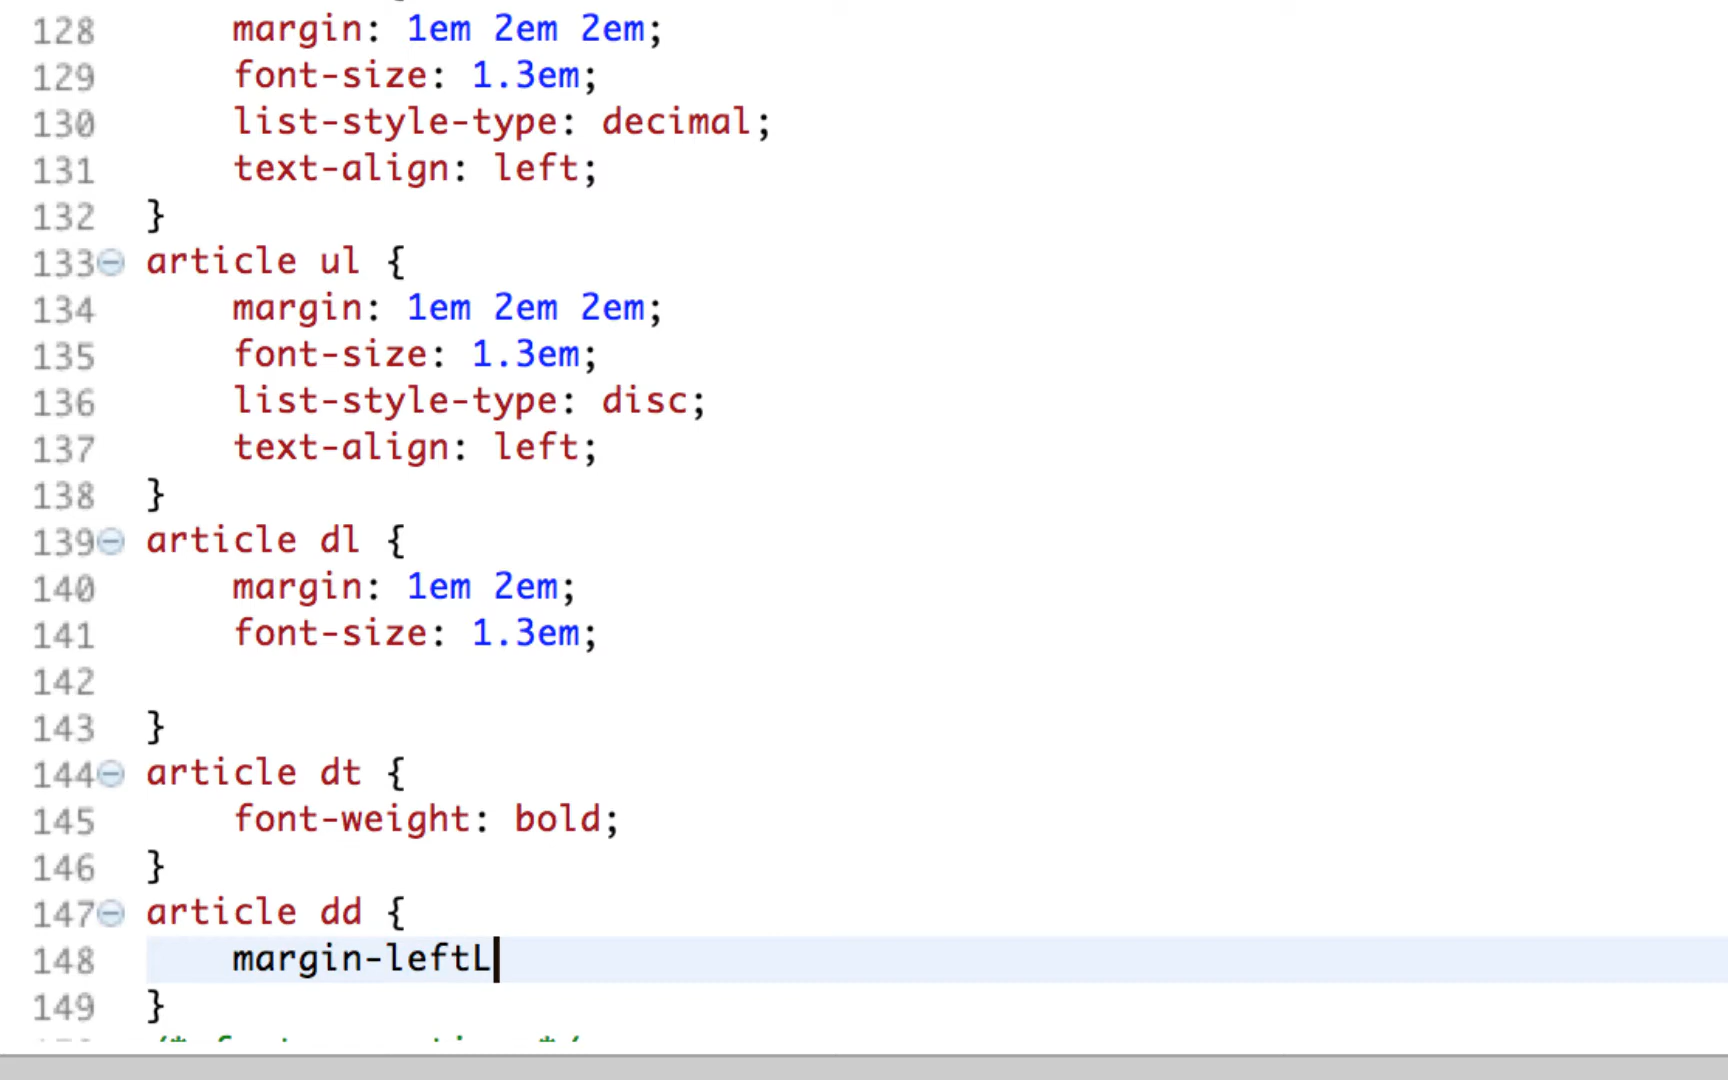 128 margin: 1em 2em 2em;
129 font-size: 1.3em;
130 list-style-type: decimal;
131 text-align: left;
132 }
133 article ul {
134 margin: 1em 2em 2em;
135 font-size: 1.3em;
136 list-style-type: disc;
137 text-align: left;
138 }
139 article dl {
140 margin: 1em 2em;
141 font-size: 1.3em;
142
143 }
144 article dt {
145 font-weight: bold;
146 }
147 article dd {
148 margin-leftL
149 }